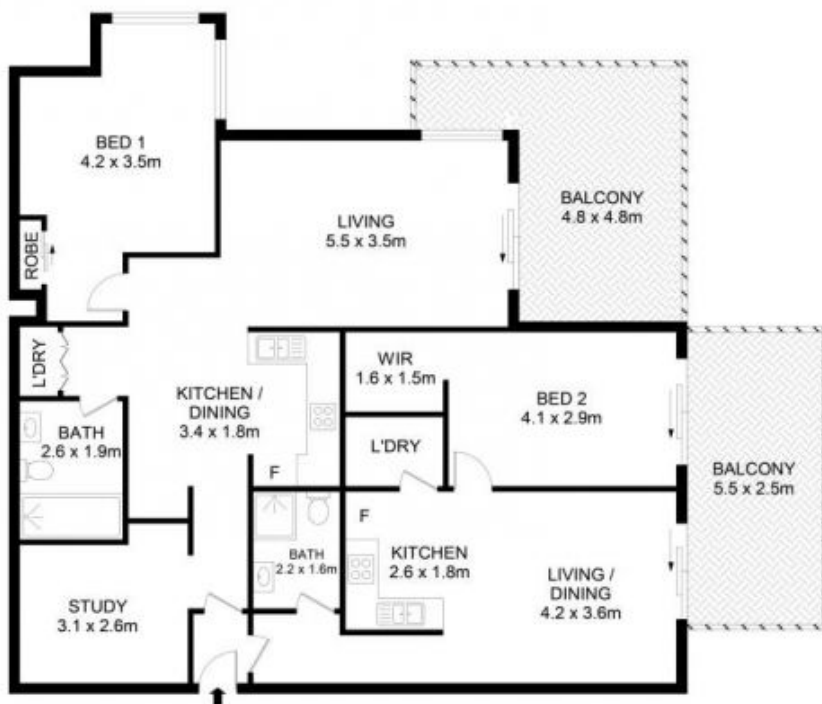 BED 1
4.2 x 3.5m
ROBE
LIVING
5.5 x 3.5m
BALCONY
4.8 x 4.8m
L'DRY
KITCHEN /
DINING
3.4 x 1.8m
F
BATH
2.6 x 1.9m
WIR
1.6 x 1.5m
BED 2
4.1 x 2.9m
L'DRY
BALCONY
5.5 x 2.5m
BATH
2.2 x 1.6m
F
KITCHEN
2.6 x 1.8m
LIVING /
DINING
4.2 x 3.6m
STUDY
3.1 x 2.6m